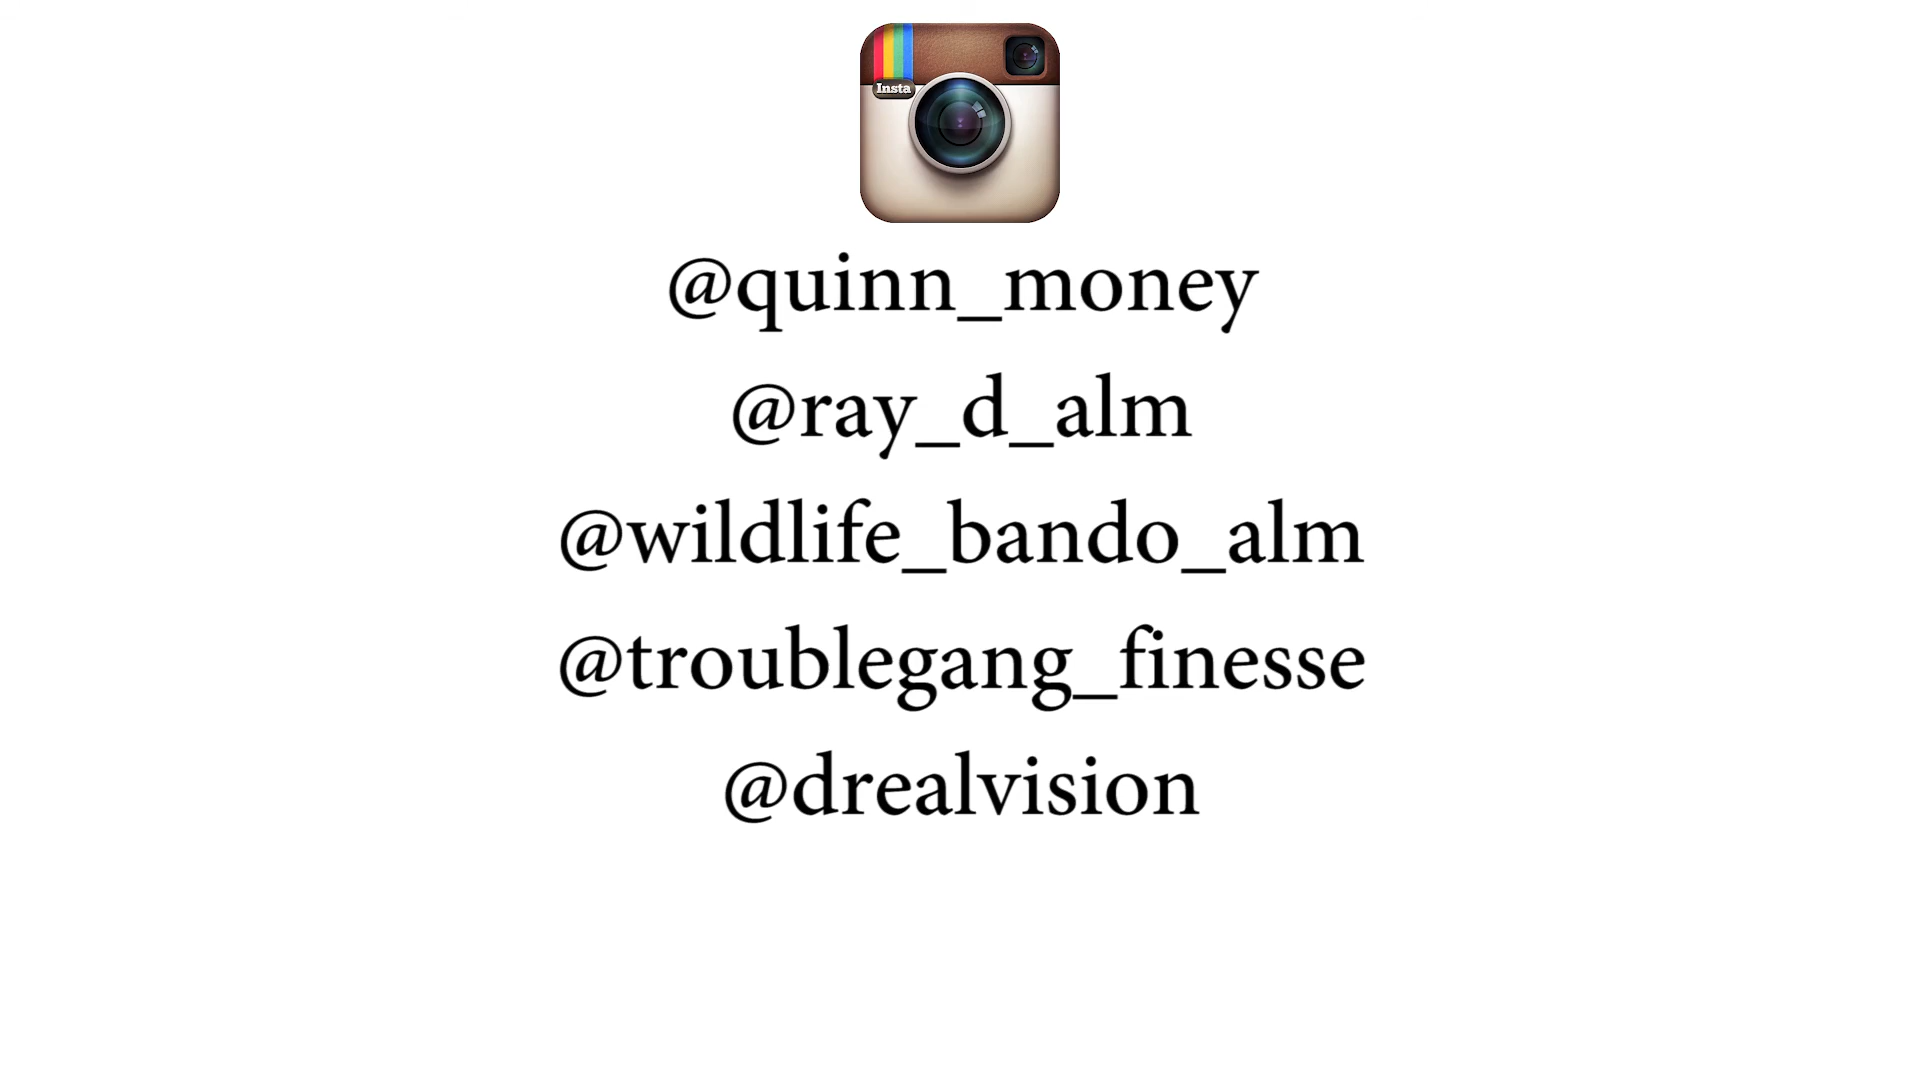 Insta
@quinn_money
@ray_d_alm
@wildlife_bando_alm
@troublegang_finesse
@drealvision